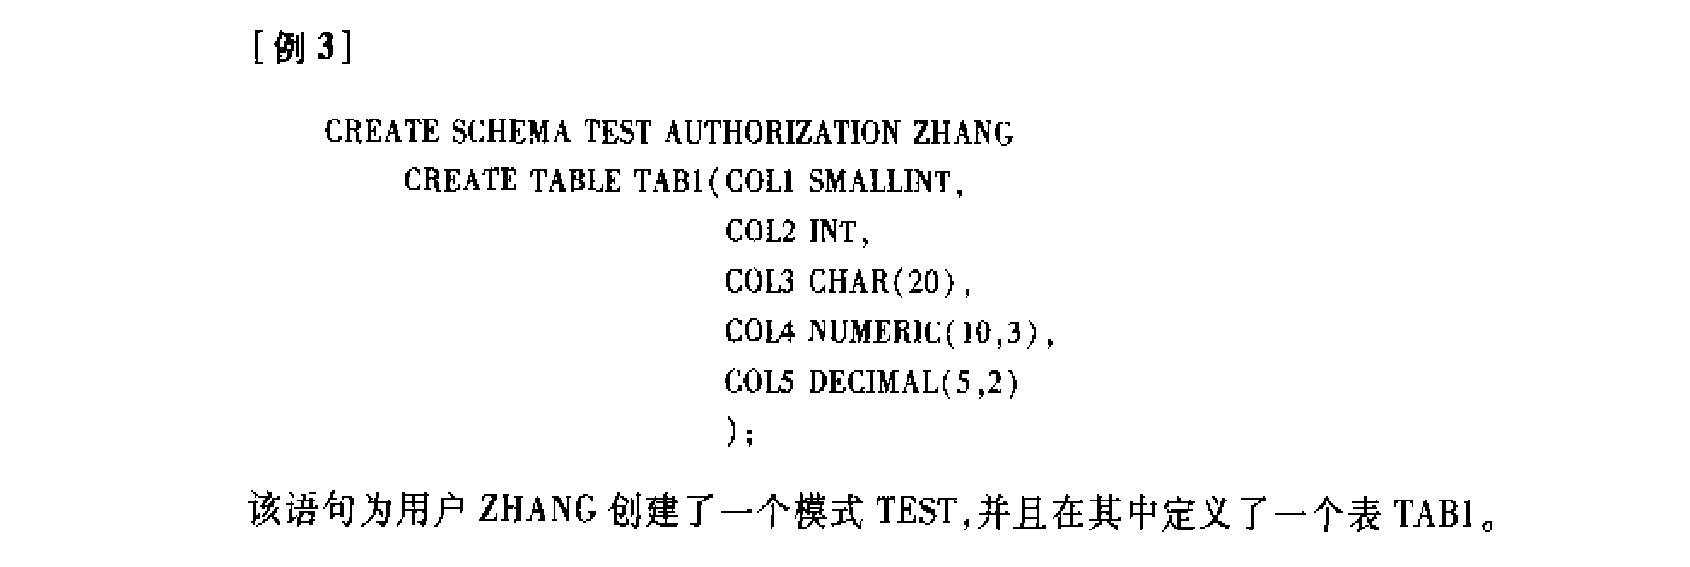 [例 3]
CREATE SCHEMA TEST AUTHORIZATION ZHANG
CREATE TABLE TAB1(COL1 SMALLINT,
COL2 INT,
COL3 CHAR(20),
COL4 NUMERIC(10,3),
COL5 DECIMAL(5,2)
);
该语句为用户 ZHANG 创建了一个模式 TEST,并且在其中定义了一个表 TAB1。